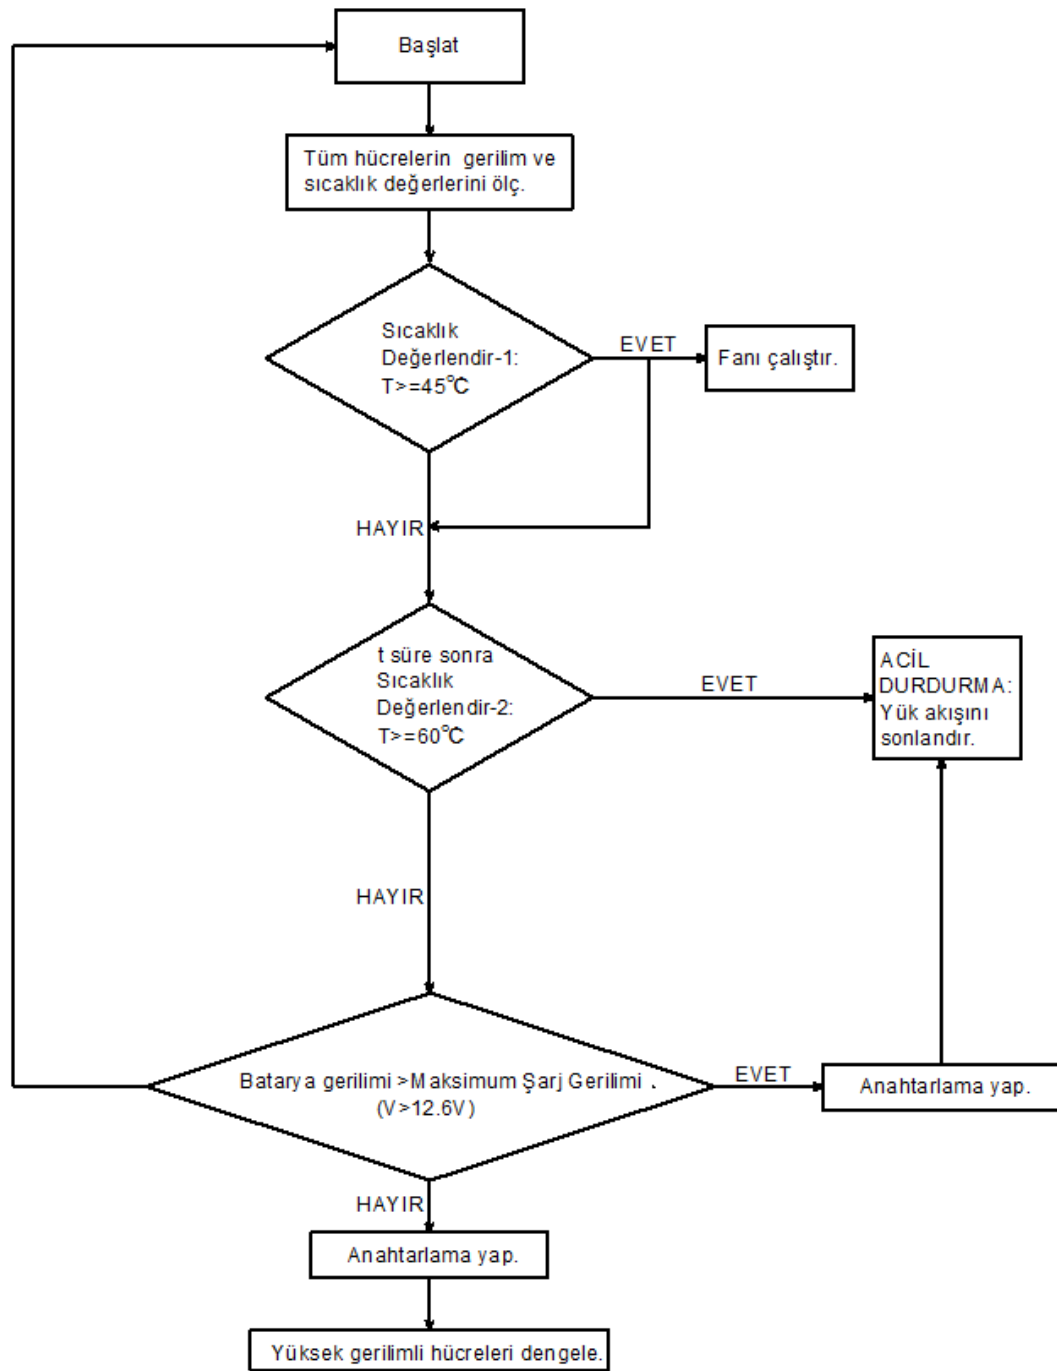 Başlat
Tüm hücrelerin gerilim ve
sıcaklık değerlerini ölç.
Sıcaklık
Değerlendir-1:
T>=45°C
EVET
Fanı çalıştır.
HAYIR
t süre sonra
Sıcaklık
Değerlendir-2:
T>=60°C
EVET
ACİL
DURDURMA:
Yük akışını
sonlandır.
HAYIR
Batarya gerilimi >Maksimum Şarj Gerilimi .
(V>12.6V)
EVET
Anahtarlama yap.
HAYIR
Anahtarlama yap.
Yüksek gerilimli hücreleri dengele.